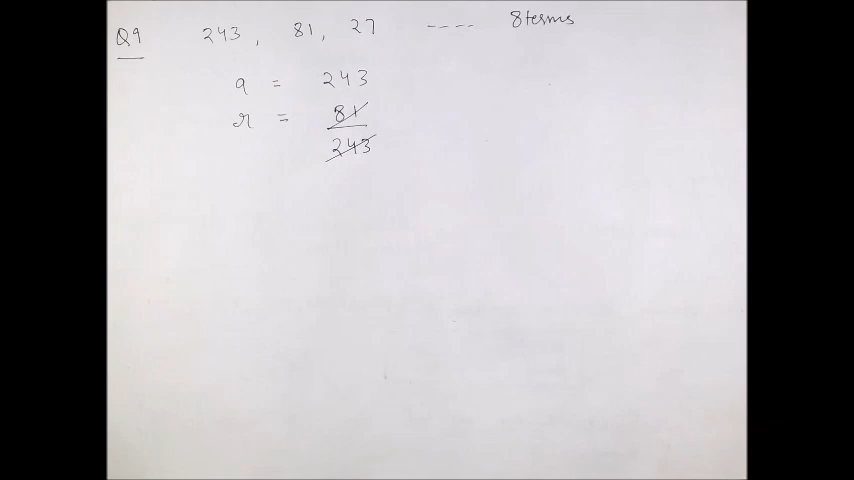 Q9 243, 81, 27 ---- 8 terms
a = 243
r = 81
243